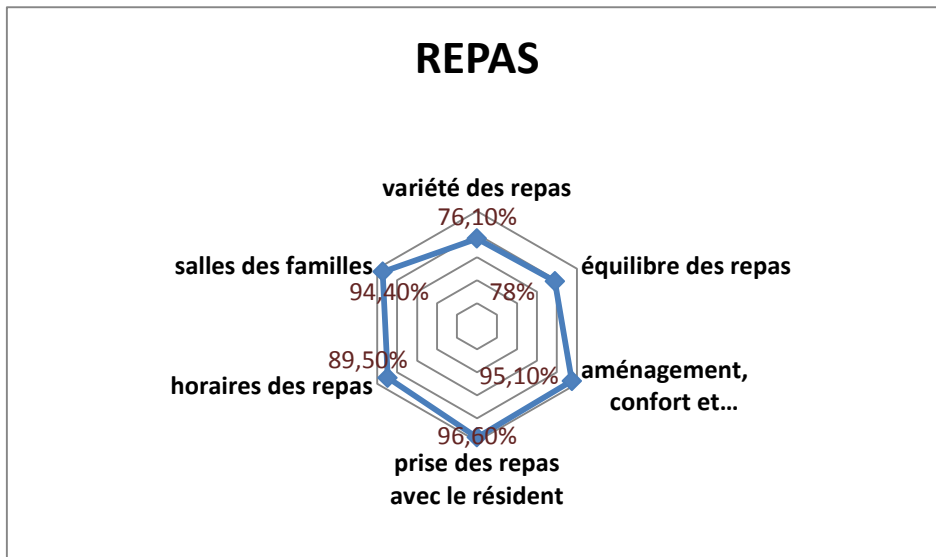 REPAS
variété des repas
76,10%
salles des familles
équilibre des repas
94,40%
78%
89,50%
horaires des repas
95,10%
aménagement,
confort et...
96,60%
prise des repas
avec le résident